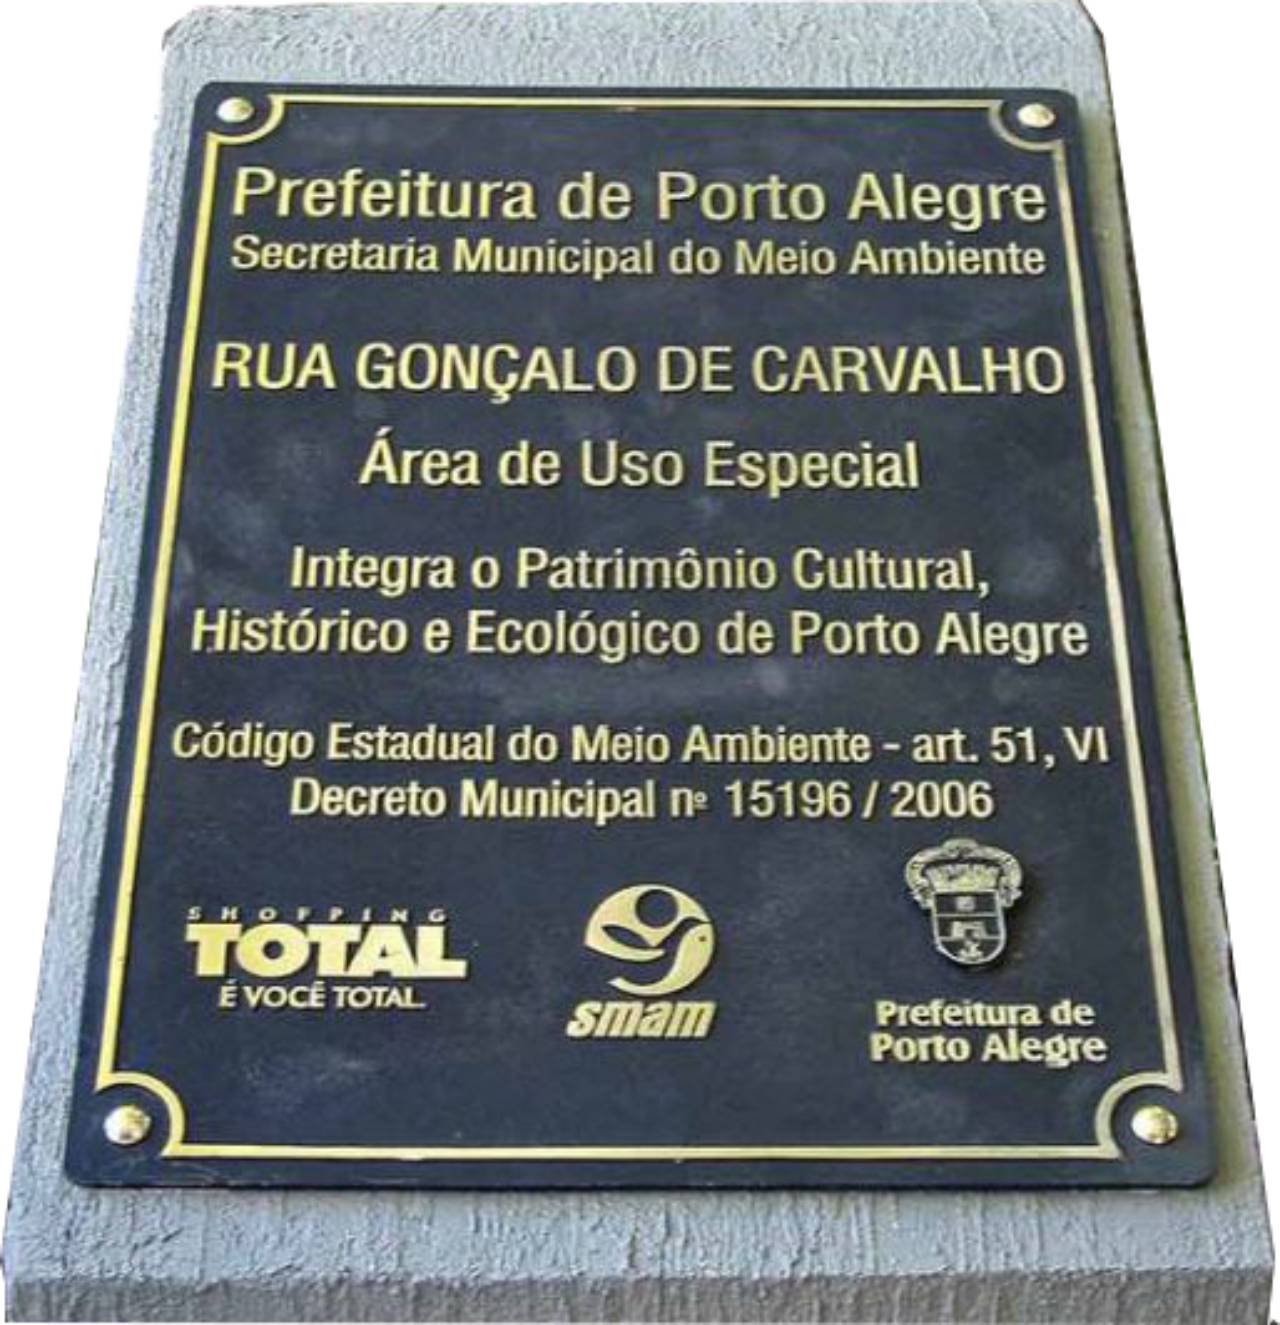 Prefeitura de Porto Alegre
Secretaria Municipal do Meio Ambiente
RUA GONÇALO DE CARVALHO
Área de Uso Especial
Integra o Patrimônio Cultural,
Histórico e Ecológico de Porto Alegre
Código Estadual do Meio Ambiente - art. 51, VI
Decreto Municipal nº 15196 / 2006
SHOPPING
TOTAL
É VOCÊ TOTAL.
smam
Prefeitura de
Porto Alegre